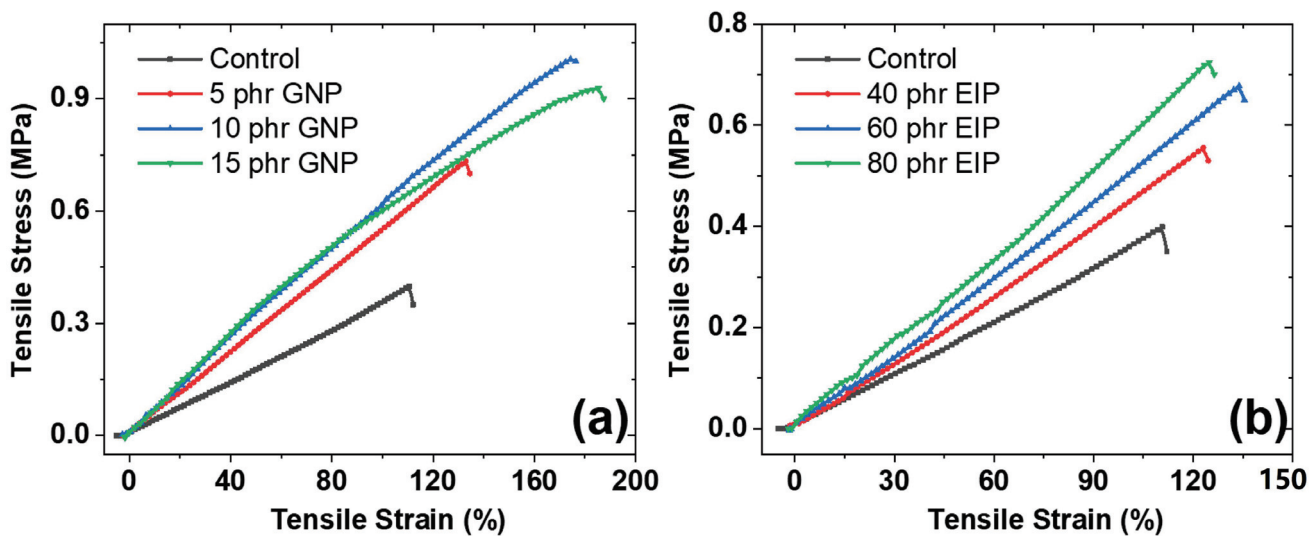 Control
5 phr GNP
10 phr GNP
15 phr GNP
0.9
0.6
0.3
0.0
Tensile Stress (MPa)
(a)
0 40 80 120 160 200
Tensile Strain (%)
Control
40 phr EIP
60 phr EIP
80 phr EIP
0.8
0.6
0.4
0.2
0.0
Tensile Stress (MPa)
(b)
0 30 60 90 120 150
Tensile Strain (%)